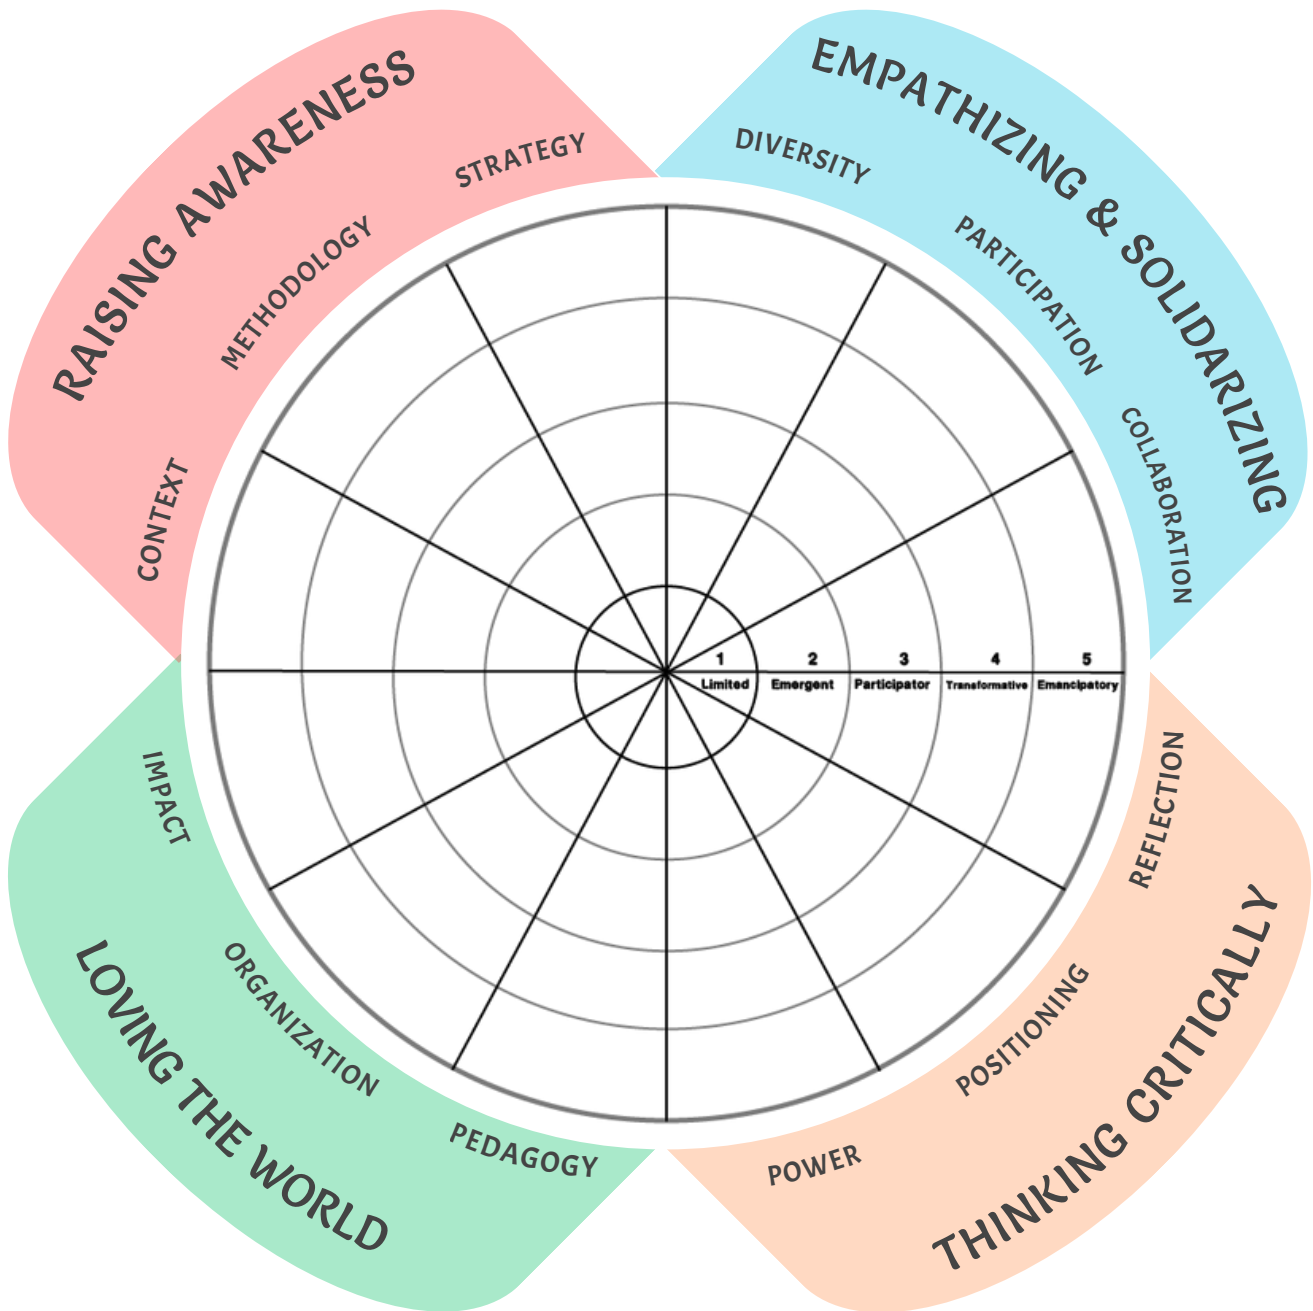 RAISING AWARENESS
STRATEGY
METHODOLOGY
CONTEXT
EMPATHIZING & SOLIDARIZING
DIVERSITY
PARTICIPATION
COLLABORATION
1 2 3 4 5
Limited Emergent Participator Transformative Emancipatory
REFLECTION
POSITIONING
POWER
THINKING CRITICALLY
IMPACT
ORGANIZATION
PEDAGOGY
LOVING THE WORLD